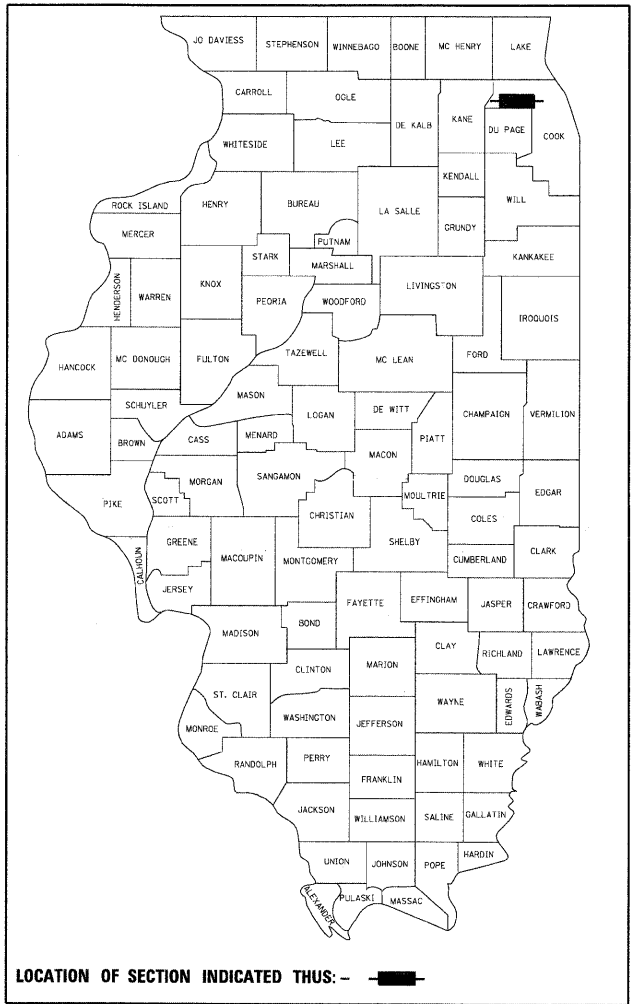 JO DAVIESS
STEPHENSON
WINNEBAGO
BOONE
MC HENRY
LAKE
CARROLL
OGLE
DE KALB
KANE
DU PAGE
COOK
WHITESIDE
LEE
KENDALL
ROCK ISLAND
HENRY
BUREAU
LA SALLE
WILL
GRUNDY
MERCER
PUTNAM
STARK
MARSHALL
KANKAKEE
HENDERSON
WARREN
KNOX
PEORIA
WOODFORD
LIVINGSTON
IROQUOIS
HANCOCK
MC DONOUGH
FULTON
TAZEWELL
MC LEAN
FORD
SCHUYLER
MASON
LOGAN
DE WITT
CHAMPAIGN
VERMILION
ADAMS
BROWN
CASS
MENARD
PIATT
MACON
MORGAN
SANGAMON
DOUGLAS
EDGAR
PIKE
SCOTT
MOULTRIE
CHRISTIAN
COLES
GREENE
MACOUPIN
MONTGOMERY
SHELBY
CUMBERLAND
CLARK
CALHOUN
JERSEY
FAYETTE
EFFINGHAM
JASPER
CRAWFORD
MADISON
BOND
CLAY
RICHLAND
LAWRENCE
CLINTON
MARION
ST. CLAIR
WAYNE
EDWARDS
WABASH
MONROE
WASHINGTON
JEFFERSON
RANDOLPH
PERRY
HAMILTON
WHITE
FRANKLIN
JACKSON
WILLIAMSON
SALINE
GALLATIN
UNION
JOHNSON
POPE
HARDIN
ALEXANDER
PULASKI
MASSAC
LOCATION OF SECTION INDICATED THUS: -